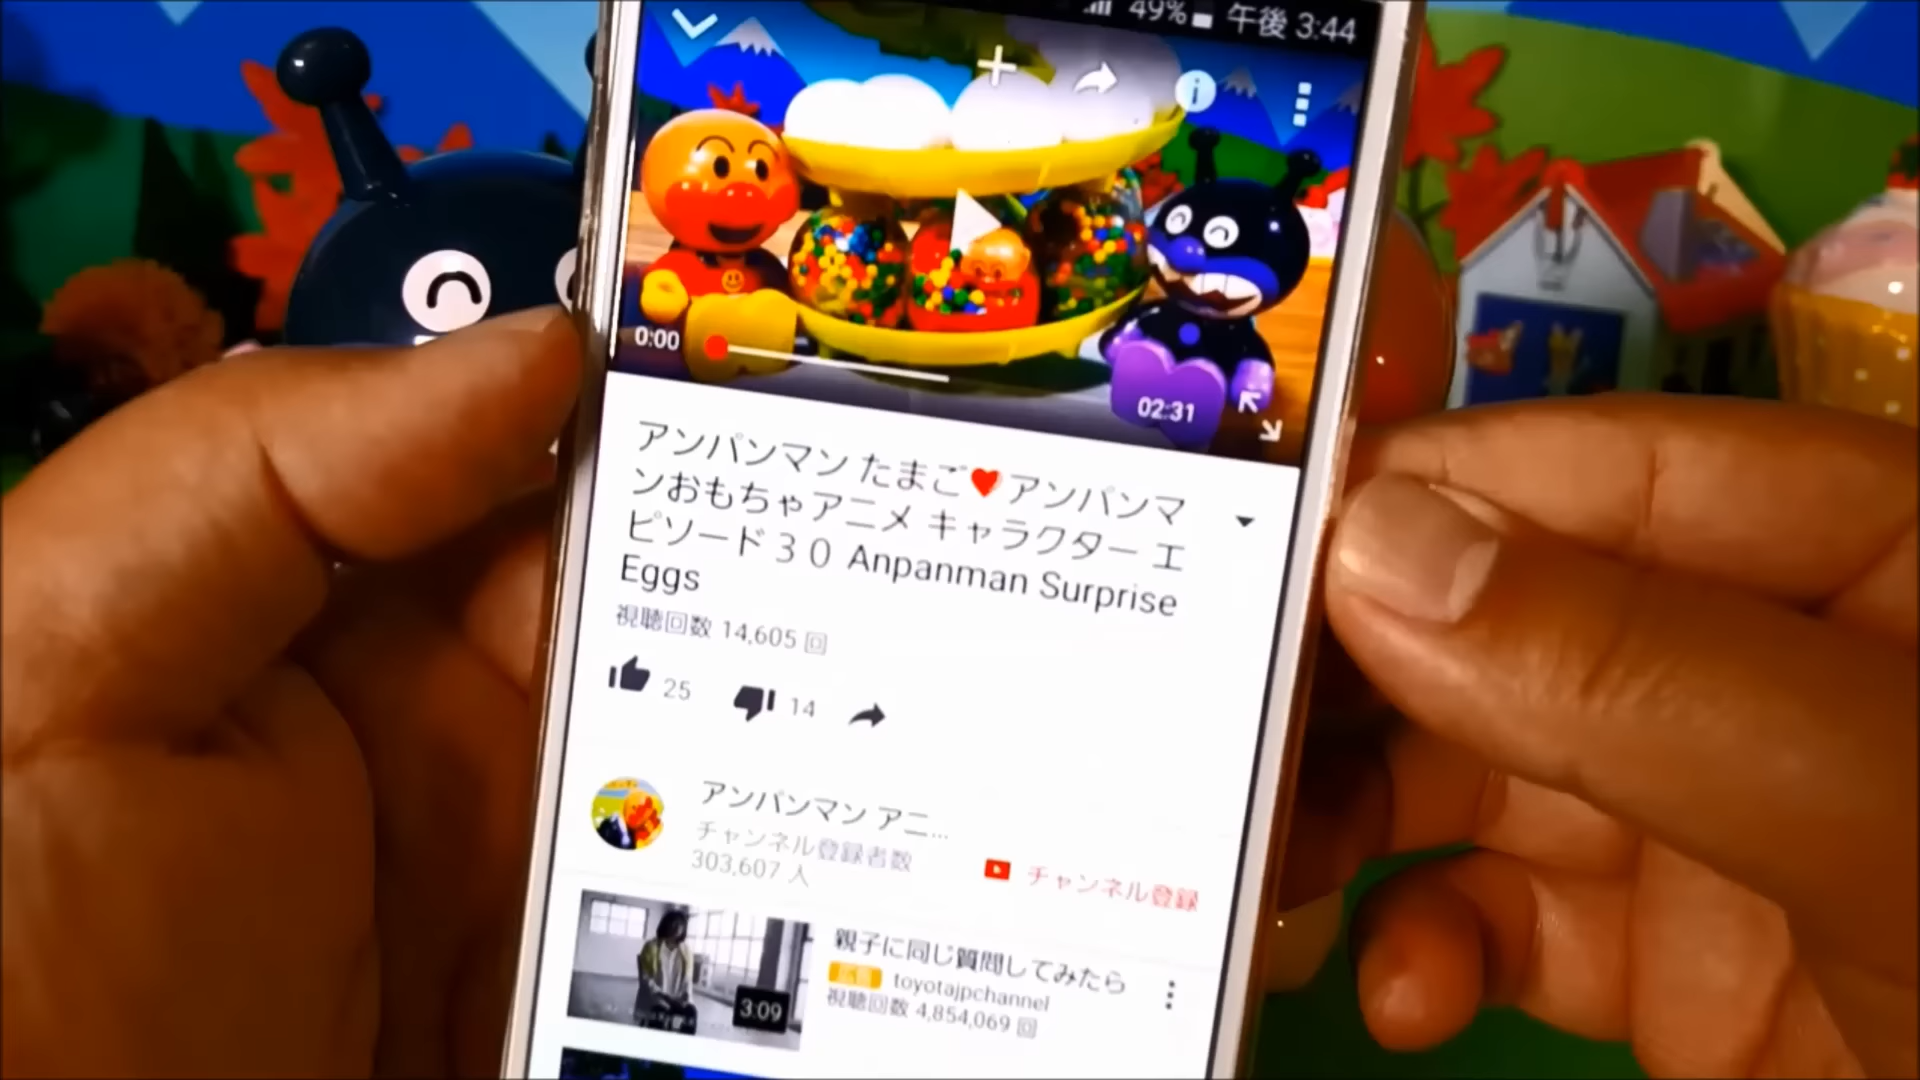 49% 午後 3:44
0:00
02:31
アンパンマン たまご❤アンパンマ
ンおもちゃアニメ キャラクター エ
ピソード３０ Anpanman Surprise
Eggs
視聴回数 14,605 回
25 14
アンパンマン アニ...
チャンネル登録者数
303,607 人
チャンネル登録
3:09
親子に同じ質問してみたら
広告 toyotajpchannel
視聴回数 4,854,069 回